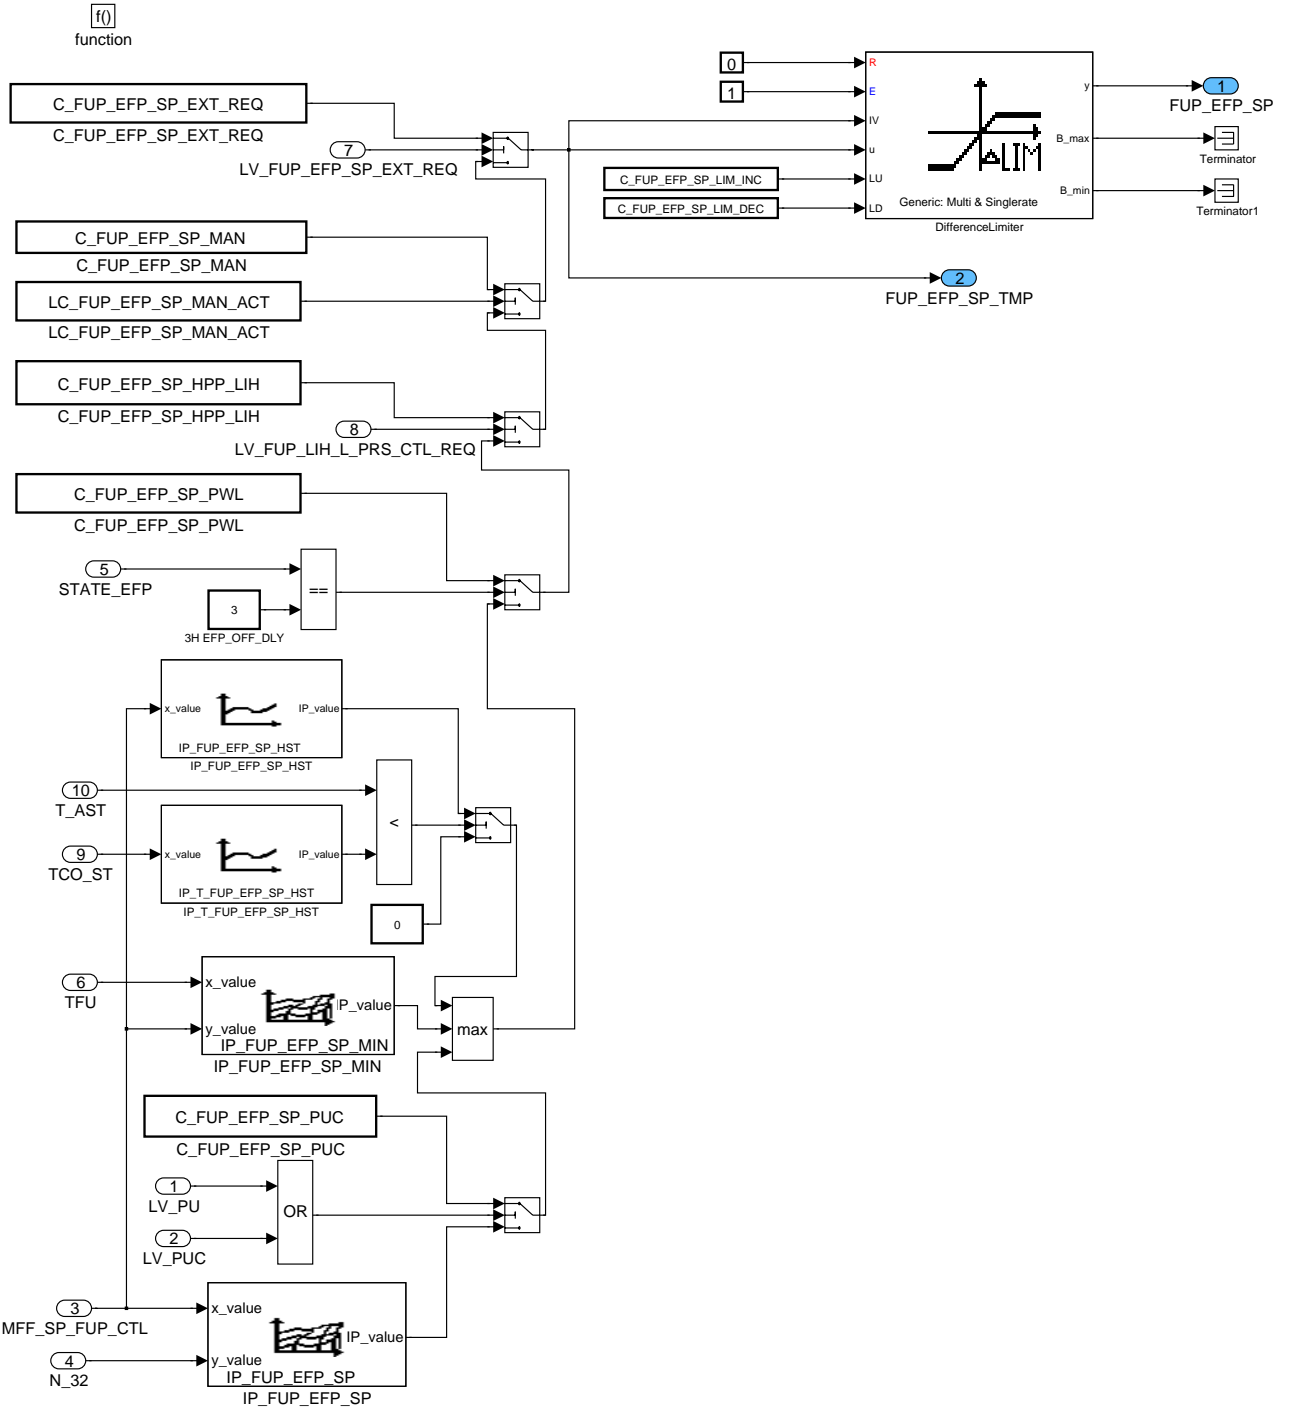 f()
function
C_FUP_EFP_SP_EXT_REQ
C_FUP_EFP_SP_EXT_REQ
7
LV_FUP_EFP_SP_EXT_REQ
0
1
R
E
IV
u
LU
LD
y
B_max
B_min
LIM
Generic: Multi & Singlerate
DifferenceLimiter
C_FUP_EFP_SP_LIM_INC
C_FUP_EFP_SP_LIM_DEC
1
FUP_EFP_SP
Terminator
Terminator1
2
FUP_EFP_SP_TMP
C_FUP_EFP_SP_MAN
C_FUP_EFP_SP_MAN
LC_FUP_EFP_SP_MAN_ACT
LC_FUP_EFP_SP_MAN_ACT
C_FUP_EFP_SP_HPP_LIH
C_FUP_EFP_SP_HPP_LIH
8
LV_FUP_LIH_L_PRS_CTL_REQ
C_FUP_EFP_SP_PWL
C_FUP_EFP_SP_PWL
5
STATE_EFP
==
3
3H EFP_OFF_DLY
x_value
IP_value
IP_FUP_EFP_SP_HST
IP_FUP_EFP_SP_HST
10
T_AST
<
9
TCO_ST
x_value
IP_value
IP_T_FUP_EFP_SP_HST
IP_T_FUP_EFP_SP_HST
0
6
TFU
x_value
y_value
IP_value
IP_FUP_EFP_SP_MIN
IP_FUP_EFP_SP_MIN
max
C_FUP_EFP_SP_PUC
C_FUP_EFP_SP_PUC
1
LV_PU
OR
2
LV_PUC
3
MFF_SP_FUP_CTL
4
N_32
x_value
y_value
IP_value
IP_FUP_EFP_SP
IP_FUP_EFP_SP